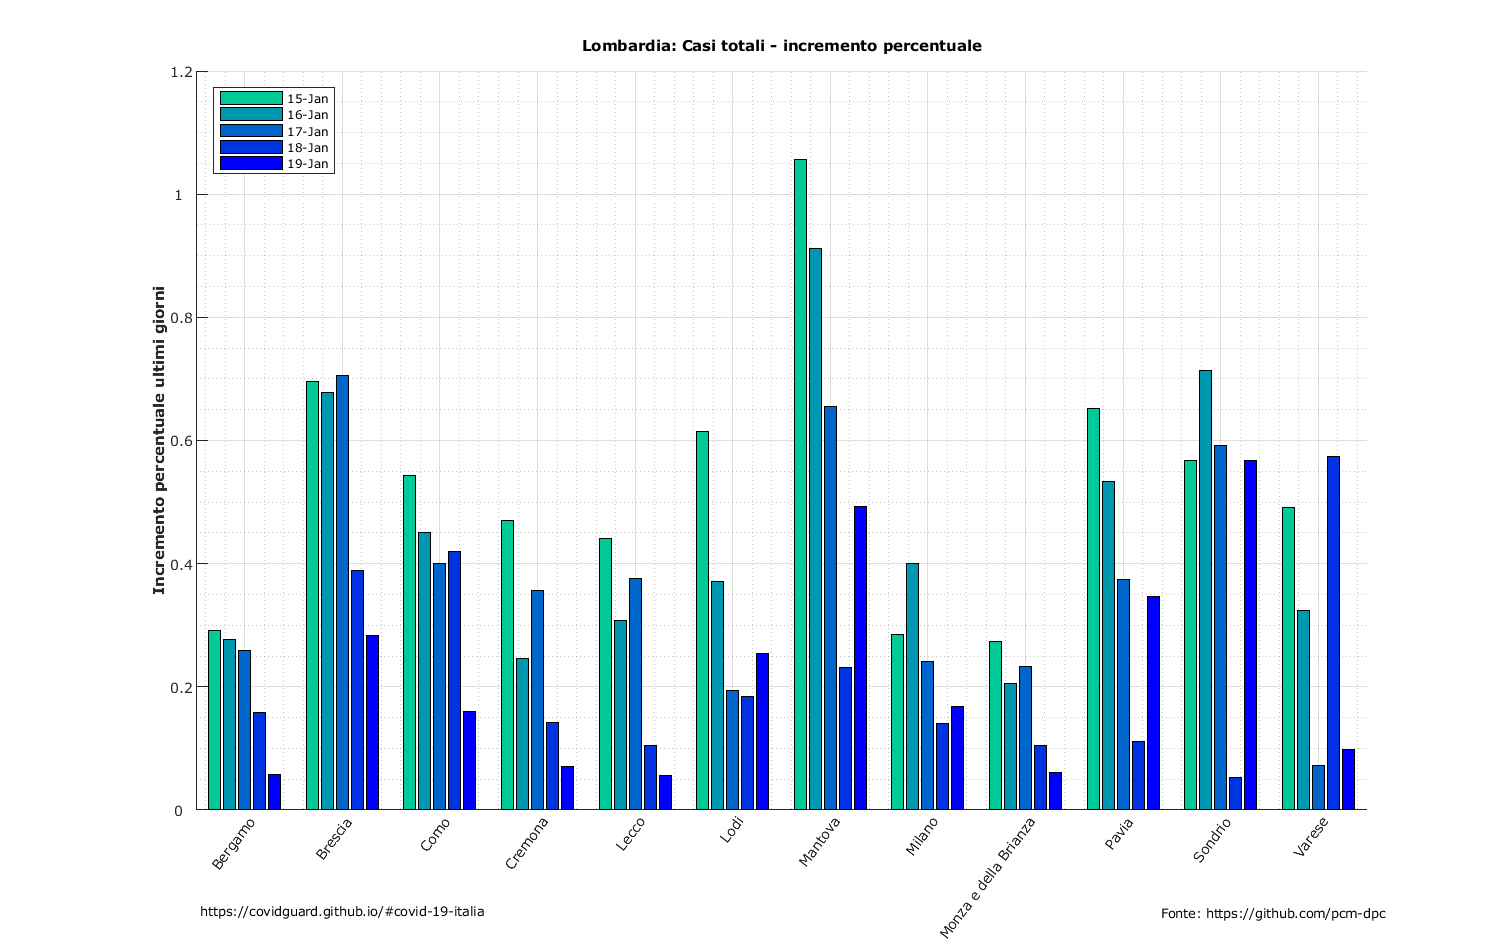 Lombardia: Casi totali - incremento percentuale
1.2
1
0.8
0.6
0.4
0.2
0
Incremento percentuale ultimi giorni
15-Jan
16-Jan
17-Jan
18-Jan
19-Jan
Bergamo
Brescia
Como
Cremona
Lecco
Lodi
Mantova
Milano
Monza e della Brianza
Pavia
Sondrio
Varese
https://covidguard.github.io/#covid-19-italia
Fonte: https://github.com/pcm-dpc